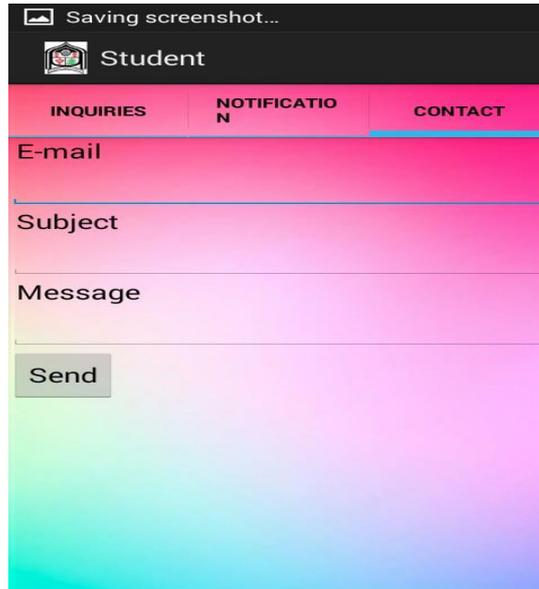 Saving screenshot...
Student
INQUIRIES
NOTIFICATIO
N
CONTACT
E-mail
Subject
Message
Send